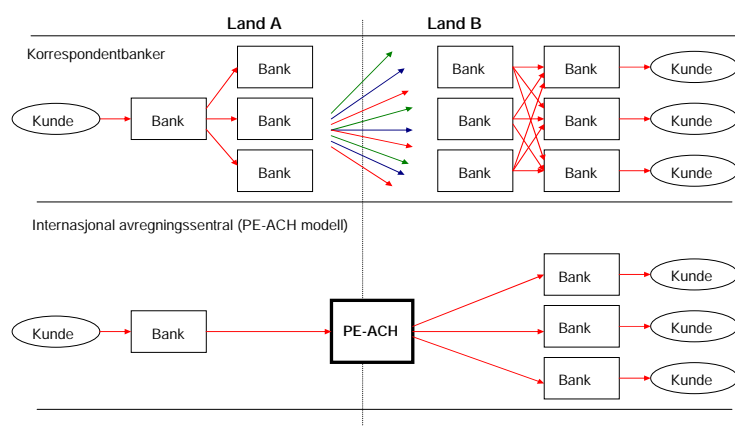 Land A Land B
Korrespondentbanker
Bank Bank Bank Kunde
Kunde Bank Bank Bank Bank Kunde
Bank Bank Bank Kunde
Internasjonal avregningssentral (PE-ACH modell)
Bank Kunde
Kunde Bank PE-ACH Bank Kunde
Bank Kunde